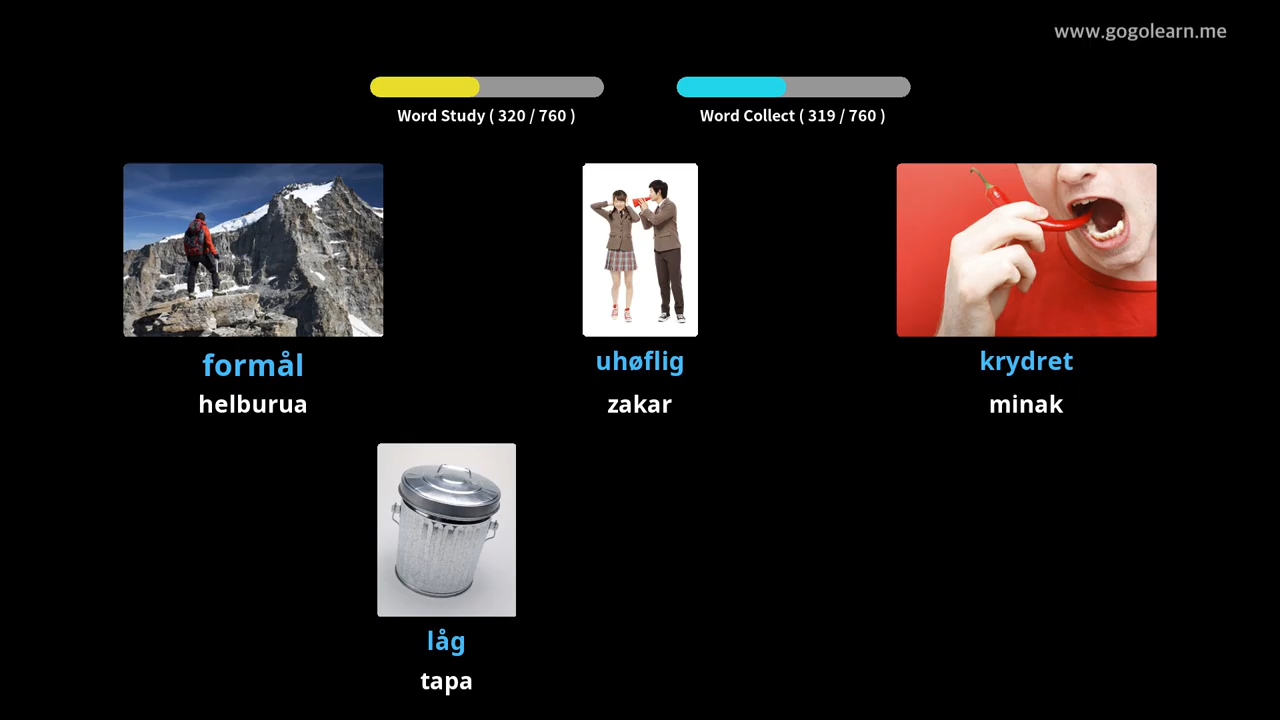 www.gogolearn.me
Word Study ( 320 / 760 )
Word Collect ( 319 / 760 )
formål
helburua
uhøflig
zakar
krydret
minak
låg
tapa